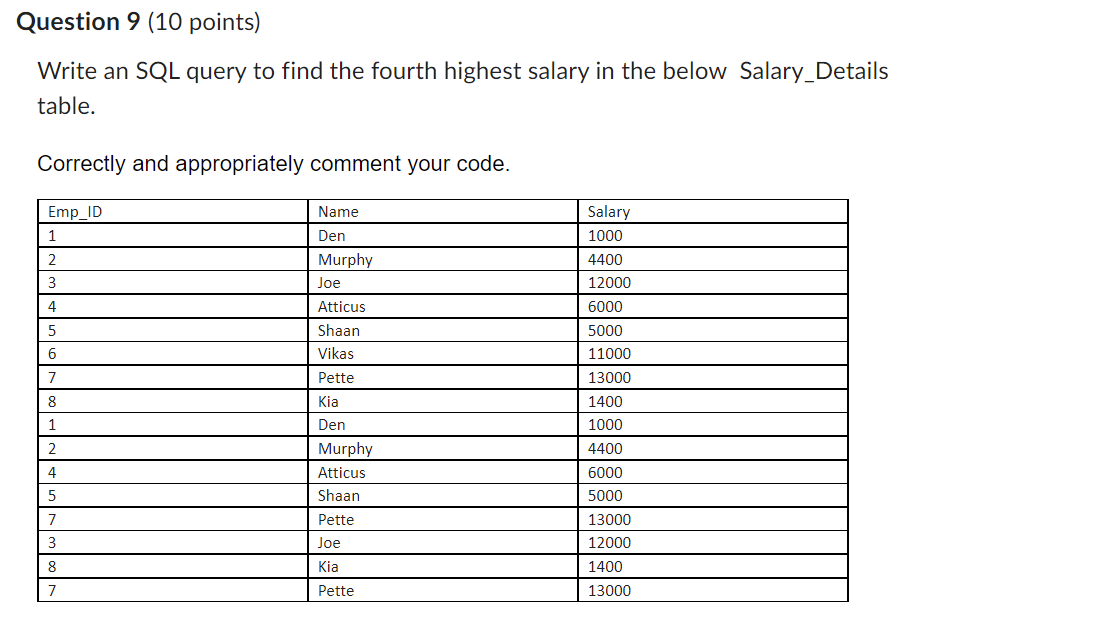 Question 9 (10 points)
Write an SQL query to find the fourth highest salary in the below Salary_Details
table.
Correctly and appropriately comment your code.
Emp_ID Name Salary
1 Den 1000
2 Murphy 4400
3 Joe 12000
4 Atticus 6000
5 Shaan 5000
6 Vikas 11000
7 Pette 13000
8 Kia 1400
1 Den 1000
2 Murphy 4400
4 Atticus 6000
5 Shaan 5000
7 Pette 13000
3 Joe 12000
8 Kia 1400
7 Pette 13000